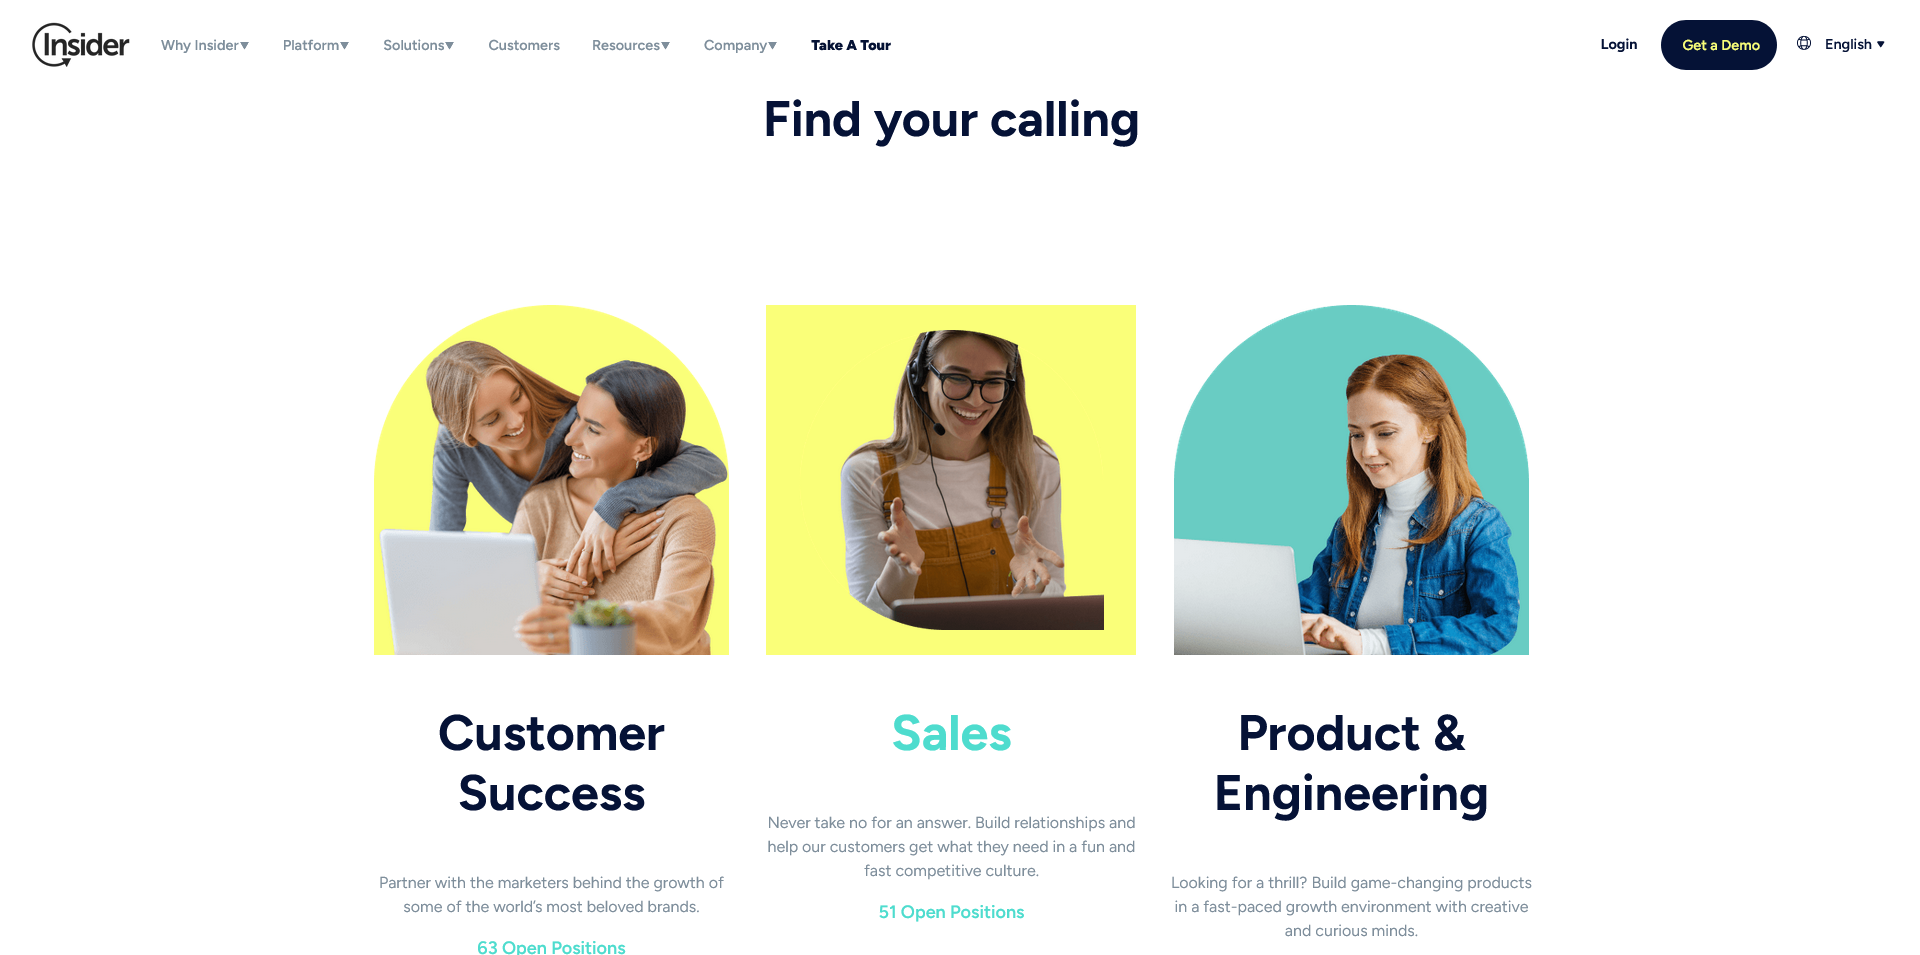 Insider
Why Insider▼
Platform▼
Solutions▼
Customers
Resources▼
Company▼
Take A Tour
Login
Get a Demo
English ▼
Find your calling
Customer
Success
Partner with the marketers behind the growth of
some of the world’s most beloved brands.
63 Open Positions
Sales
Never take no for an answer. Build relationships and
help our customers get what they need in a fun and
fast competitive culture.
51 Open Positions
Product &
Engineering
Looking for a thrill? Build game-changing products
in a fast-paced growth environment with creative
and curious minds.